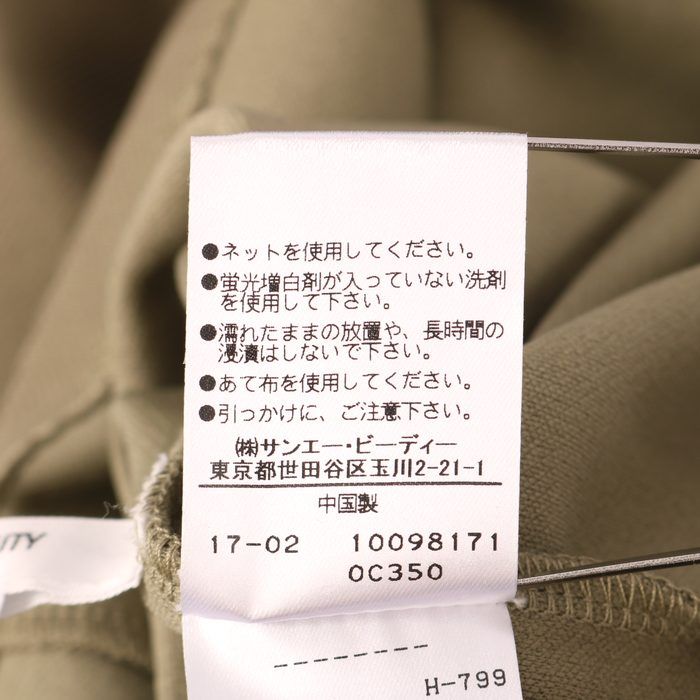 ●ネットを使用してください。
●蛍光増白剤が入っていない洗剤
を使用して下さい。
●濡れたままの放置や、長時間の
浸漬はしないで下さい。
●あて布を使用してください。
●引っかけに、ご注意下さい。
㈱サンエー・ビーディー
東京都世田谷区玉川2-21-1
中国製
17-02 10098171
0C350
--------
H-799